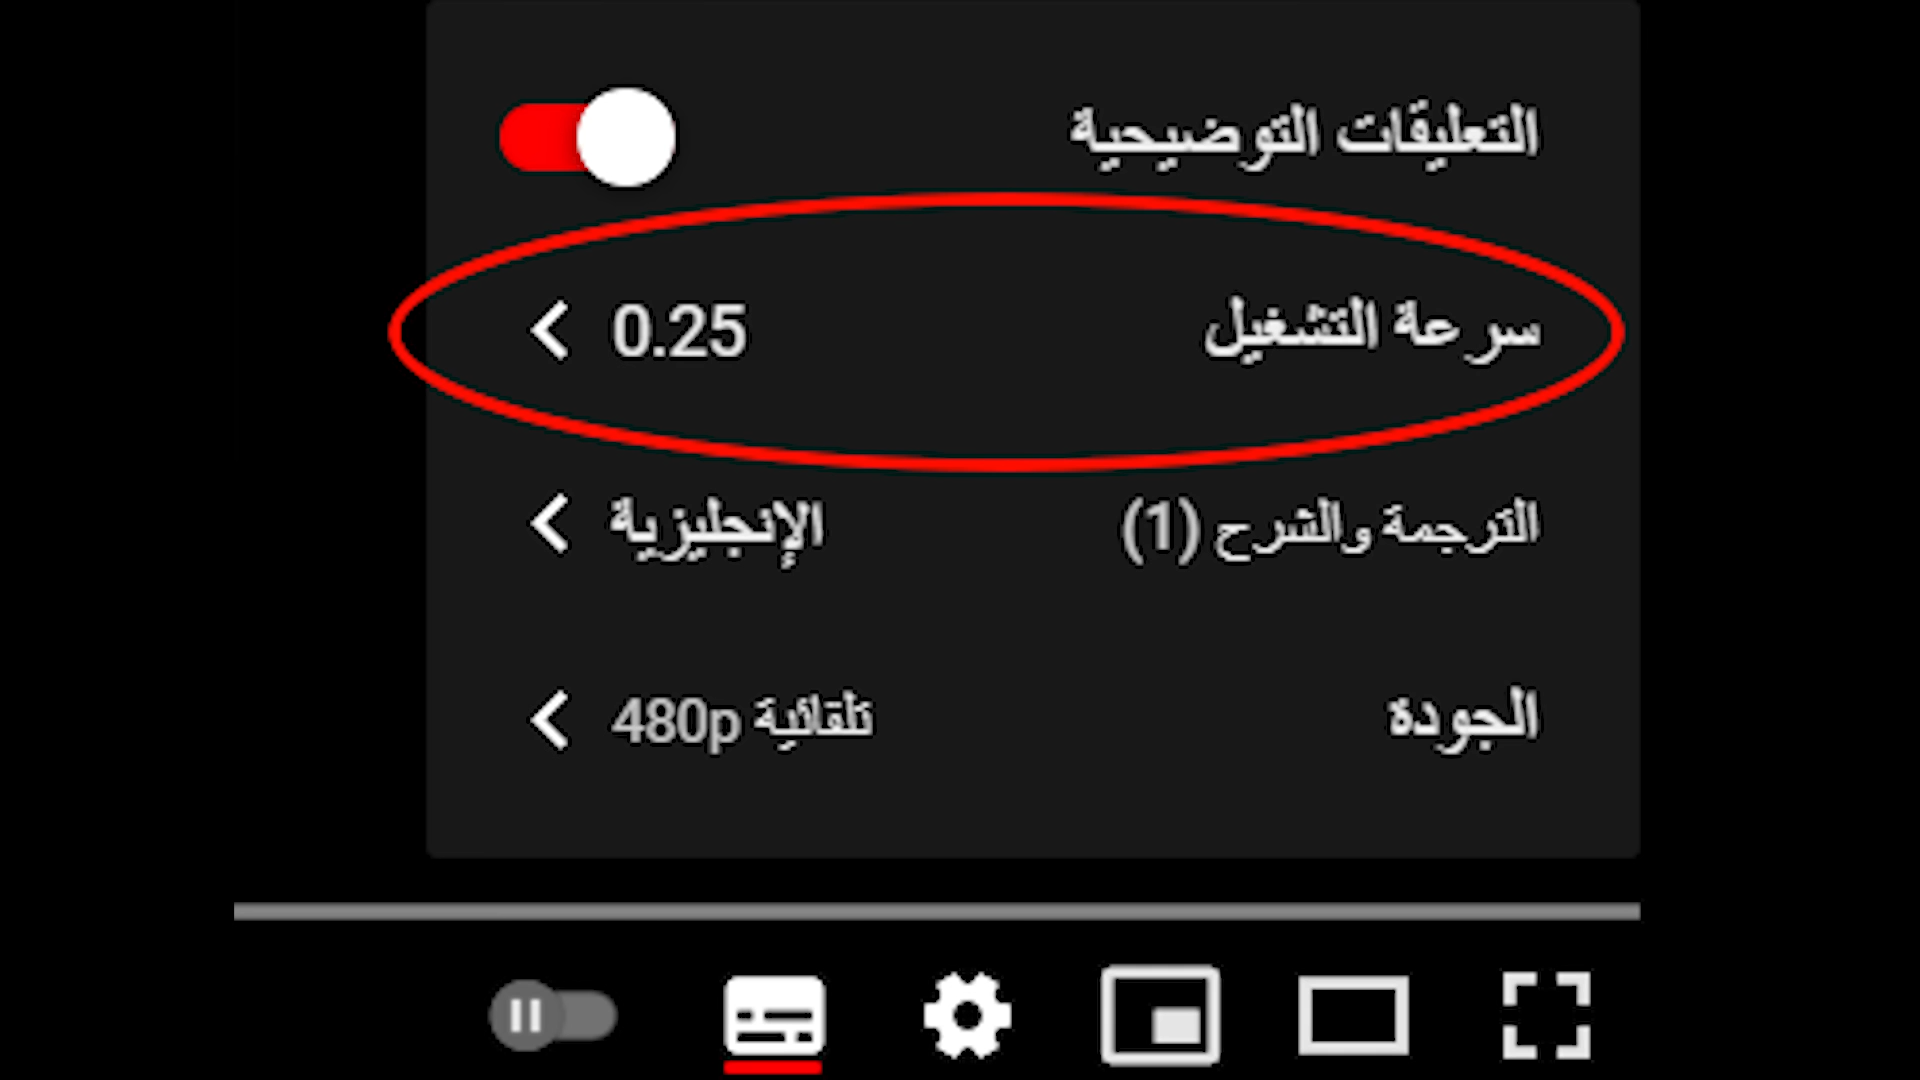 التعليقات التوضيحية
سرعة التشغيل 0.25
الترجمة والشرح (1) الإنجليزية
الجودة تلقائية 480p